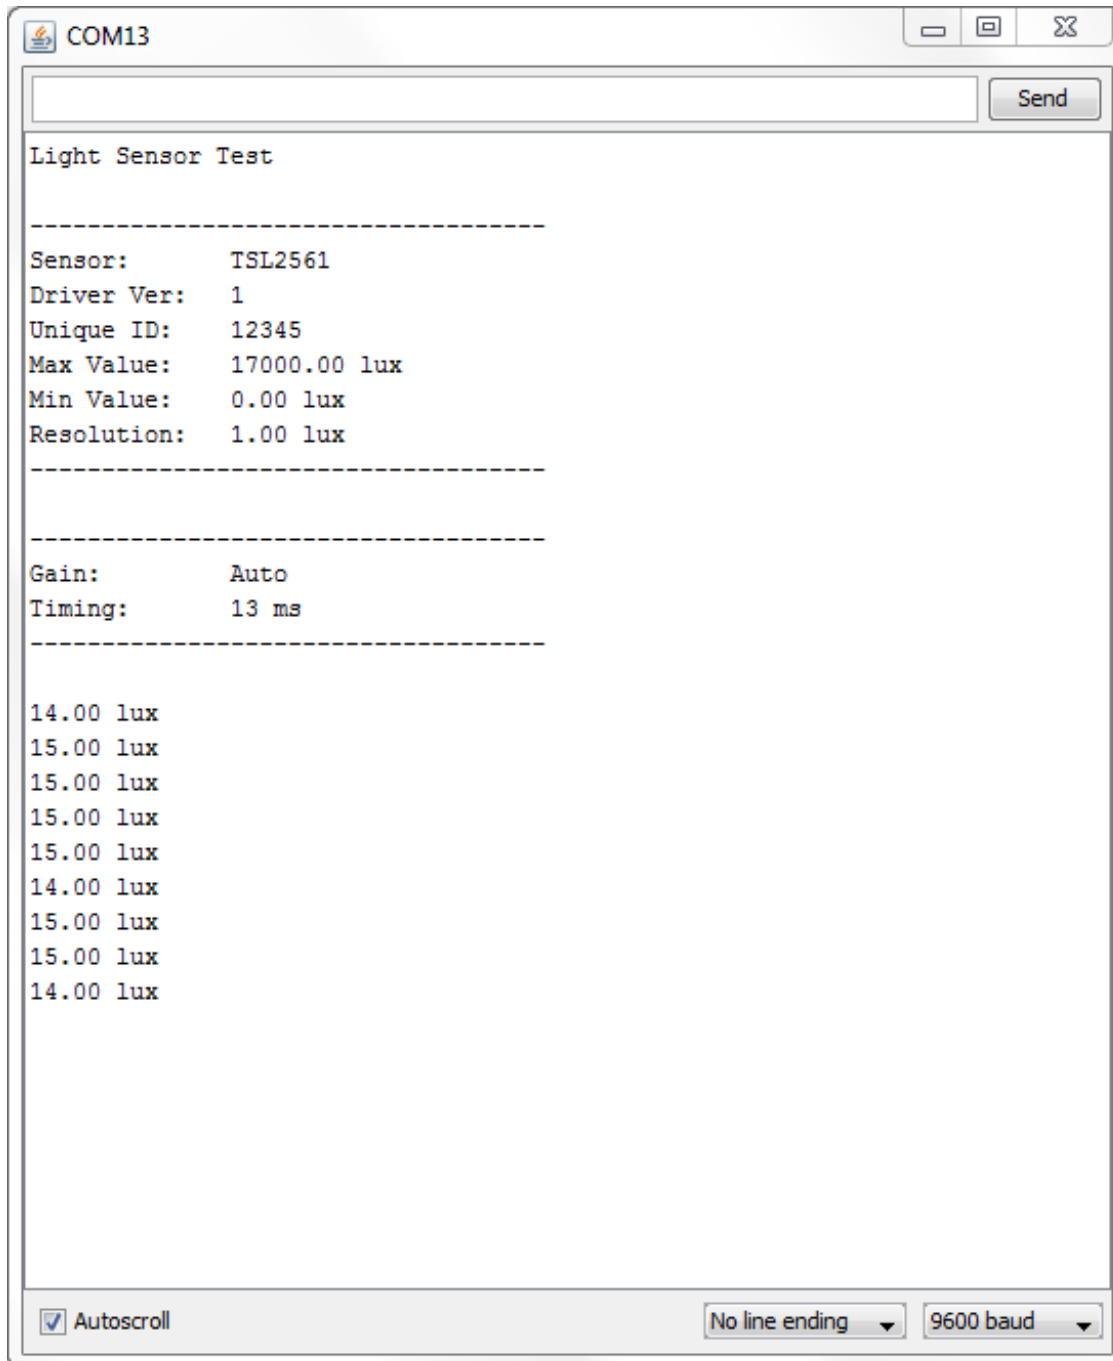 COM13
Send
Light Sensor Test
------------------------------------
Sensor:       TSL2561
Driver Ver:   1
Unique ID:    12345
Max Value:    17000.00 lux
Min Value:    0.00 lux
Resolution:   1.00 lux
------------------------------------
------------------------------------
Gain:         Auto
Timing:       13 ms
------------------------------------
14.00 lux
15.00 lux
15.00 lux
15.00 lux
15.00 lux
14.00 lux
15.00 lux
15.00 lux
14.00 lux
Autoscroll No line ending 9600 baud